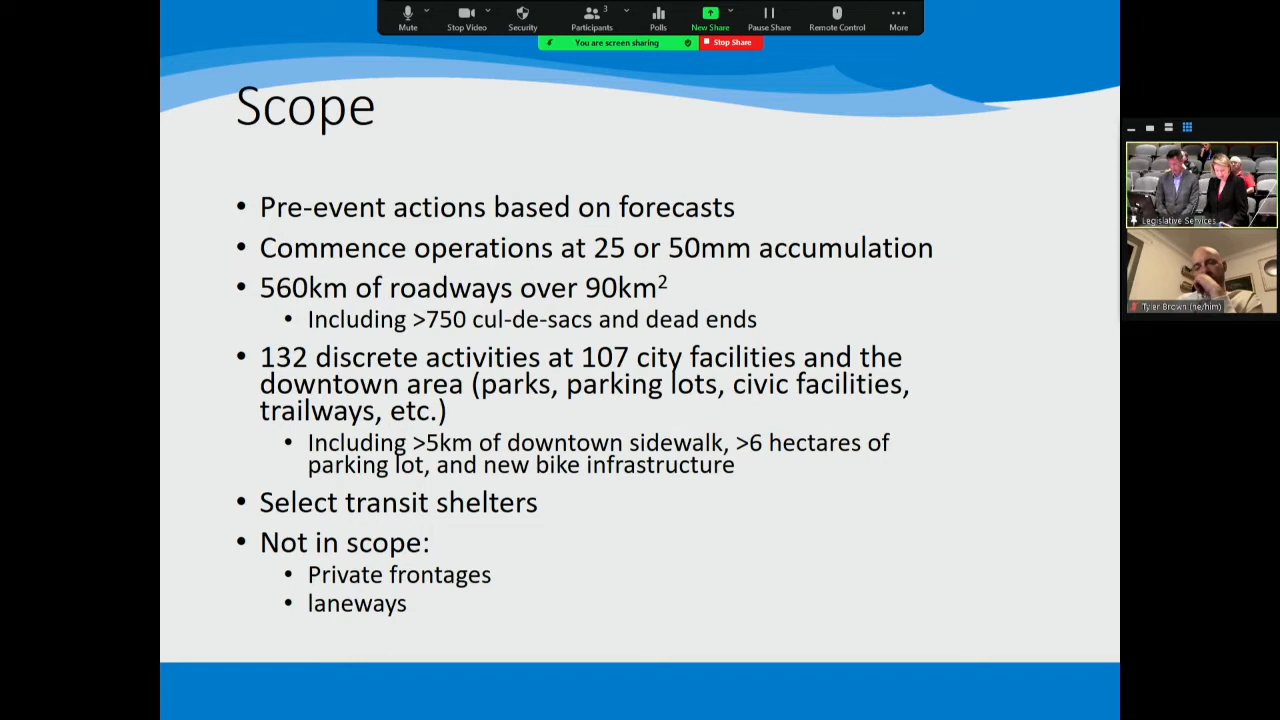 Mute
Stop Video
Security
3
Participants
Polls
New Share
Pause Share
Remote Control
More
You are screen sharing
Stop Share
Scope
• Pre-event actions based on forecasts
• Commence operations at 25 or 50mm accumulation
• 560km of roadways over 90km²
• Including >750 cul-de-sacs and dead ends
• 132 discrete activities at 107 city facilities and the
downtown area (parks, parking lots, civic facilities,
trailways, etc.)
• Including >5km of downtown sidewalk, >6 hectares of
parking lot, and new bike infrastructure
• Select transit shelters
• Not in scope:
• Private frontages
• laneways
Legislative Services
Tyler Brown (he/him)